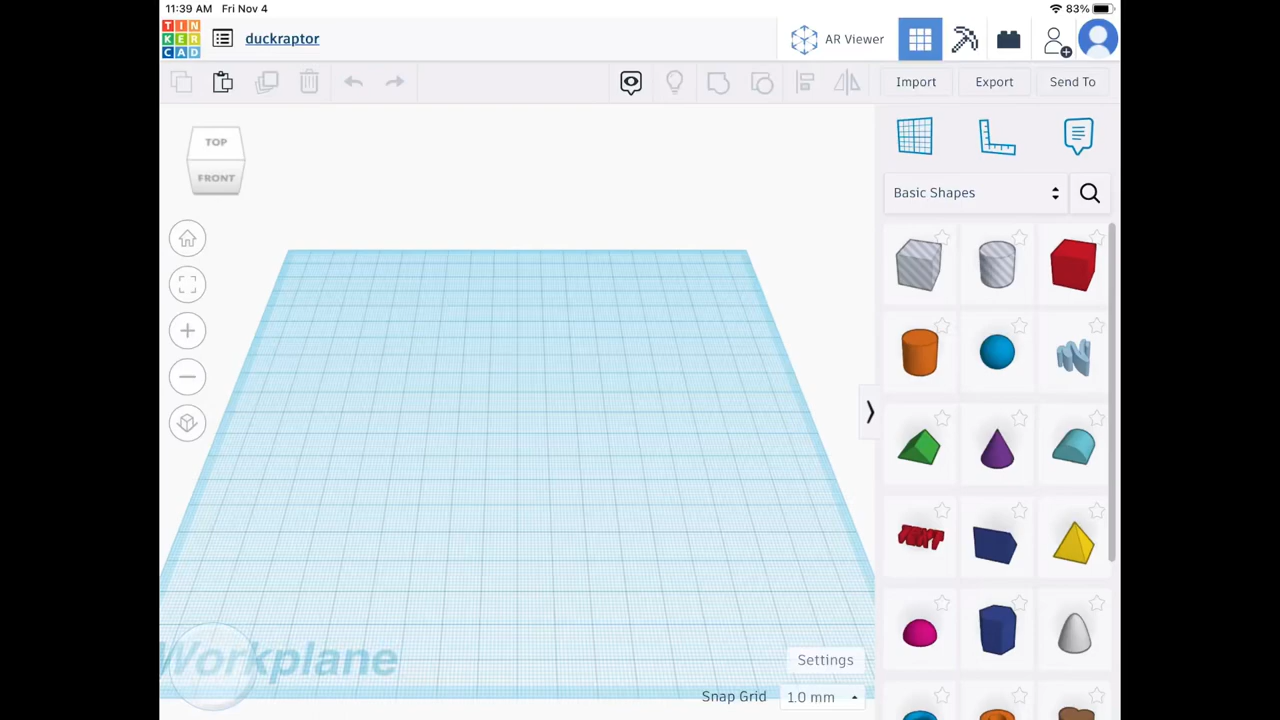 11:39 AM Fri Nov 4
83%
TIN
KER
CAD
duckraptor
AR Viewer
Import
Export
Send To
TOP
FRONT
Basic Shapes
TEXT
Workplane
Settings
Snap Grid
1.0 mm